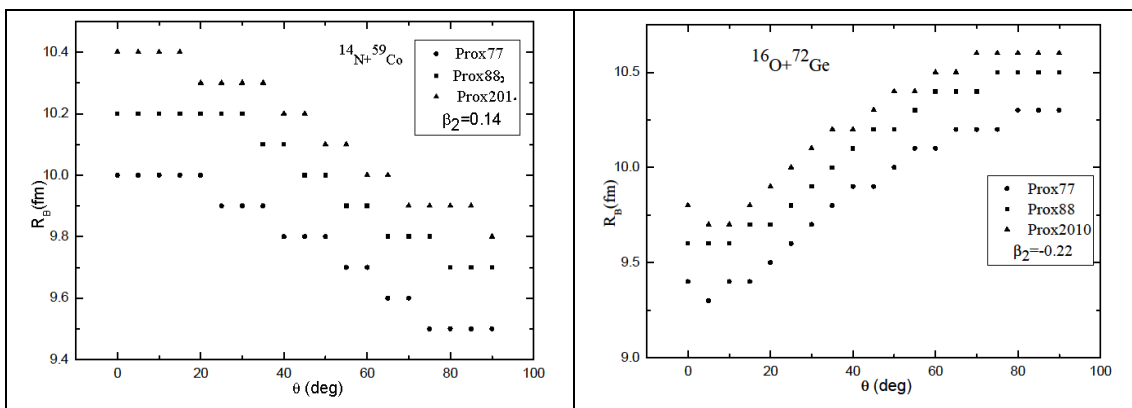 10.4
10.2
10.0
9.8
9.6
9.4
R_B(fm)
0 20 40 60 80 100
θ (deg)
¹⁴N+⁵⁹Co
Prox77
Prox88,
Prox201.
β₂=0.14
10.5
10.0
9.5
9.0
R_B(fm)
0 20 40 60 80 100
θ (deg)
¹⁶O+⁷²Ge
Prox77
Prox88
Prox2010
β₂=-0.22